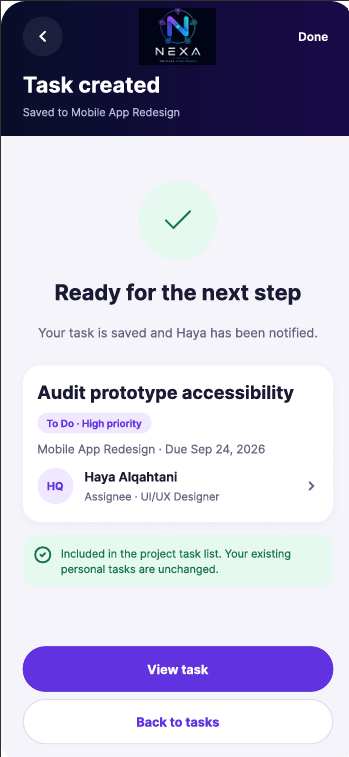 NEXA
Done
Task created
Saved to Mobile App Redesign
Ready for the next step
Your task is saved and Haya has been notified.
Audit prototype accessibility
To Do · High priority
Mobile App Redesign · Due Sep 24, 2026
HQ
Haya Alqahtani
Assignee · UI/UX Designer
Included in the project task list. Your existing
personal tasks are unchanged.
View task
Back to tasks